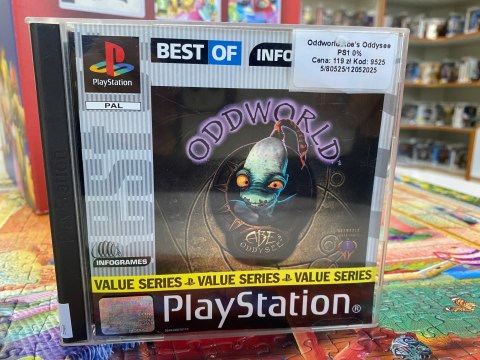 Oddworld: Abe's Oddysee
PS1 0%
Cena: 119 zł Kod: 9525
5/80525/12052025
PlayStation
PAL
BEST OF INFO
ODDWORLD
ABE'S
ODDYSEE
INFOGRAMES
VALUE SERIES VALUE SERIES VALUE SERIES
PlayStation®
PlayStation